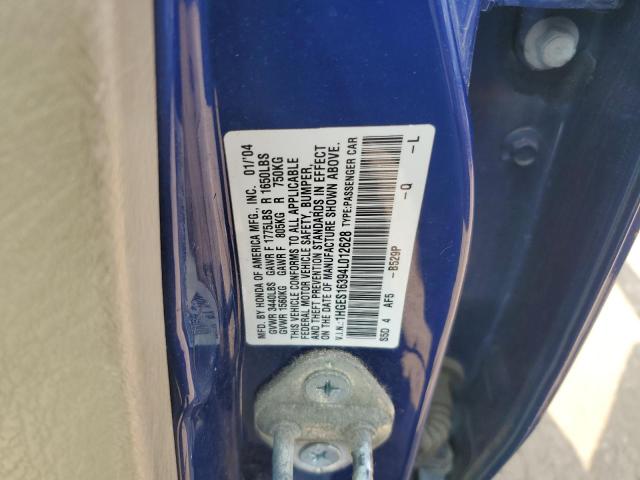 MFD. BY HONDA OF AMERICA MFG., INC. 01/'04
GVWR 3440LBS GAWR F 1775LBS R 1650LBS
GVWR 1560KG GAWR F 805KG R 750KG
THIS VEHICLE CONFORMS TO ALL APPLICABLE
FEDERAL MOTOR VEHICLE SAFETY, BUMPER,
AND THEFT PREVENTION STANDARDS IN EFFECT
ON THE DATE OF MANUFACTURE SHOWN ABOVE.
V.I.N.:1HGES16394LD12628 TYPE:PASSENGER CAR
S5D 4 AF5 -B529P -Q -L